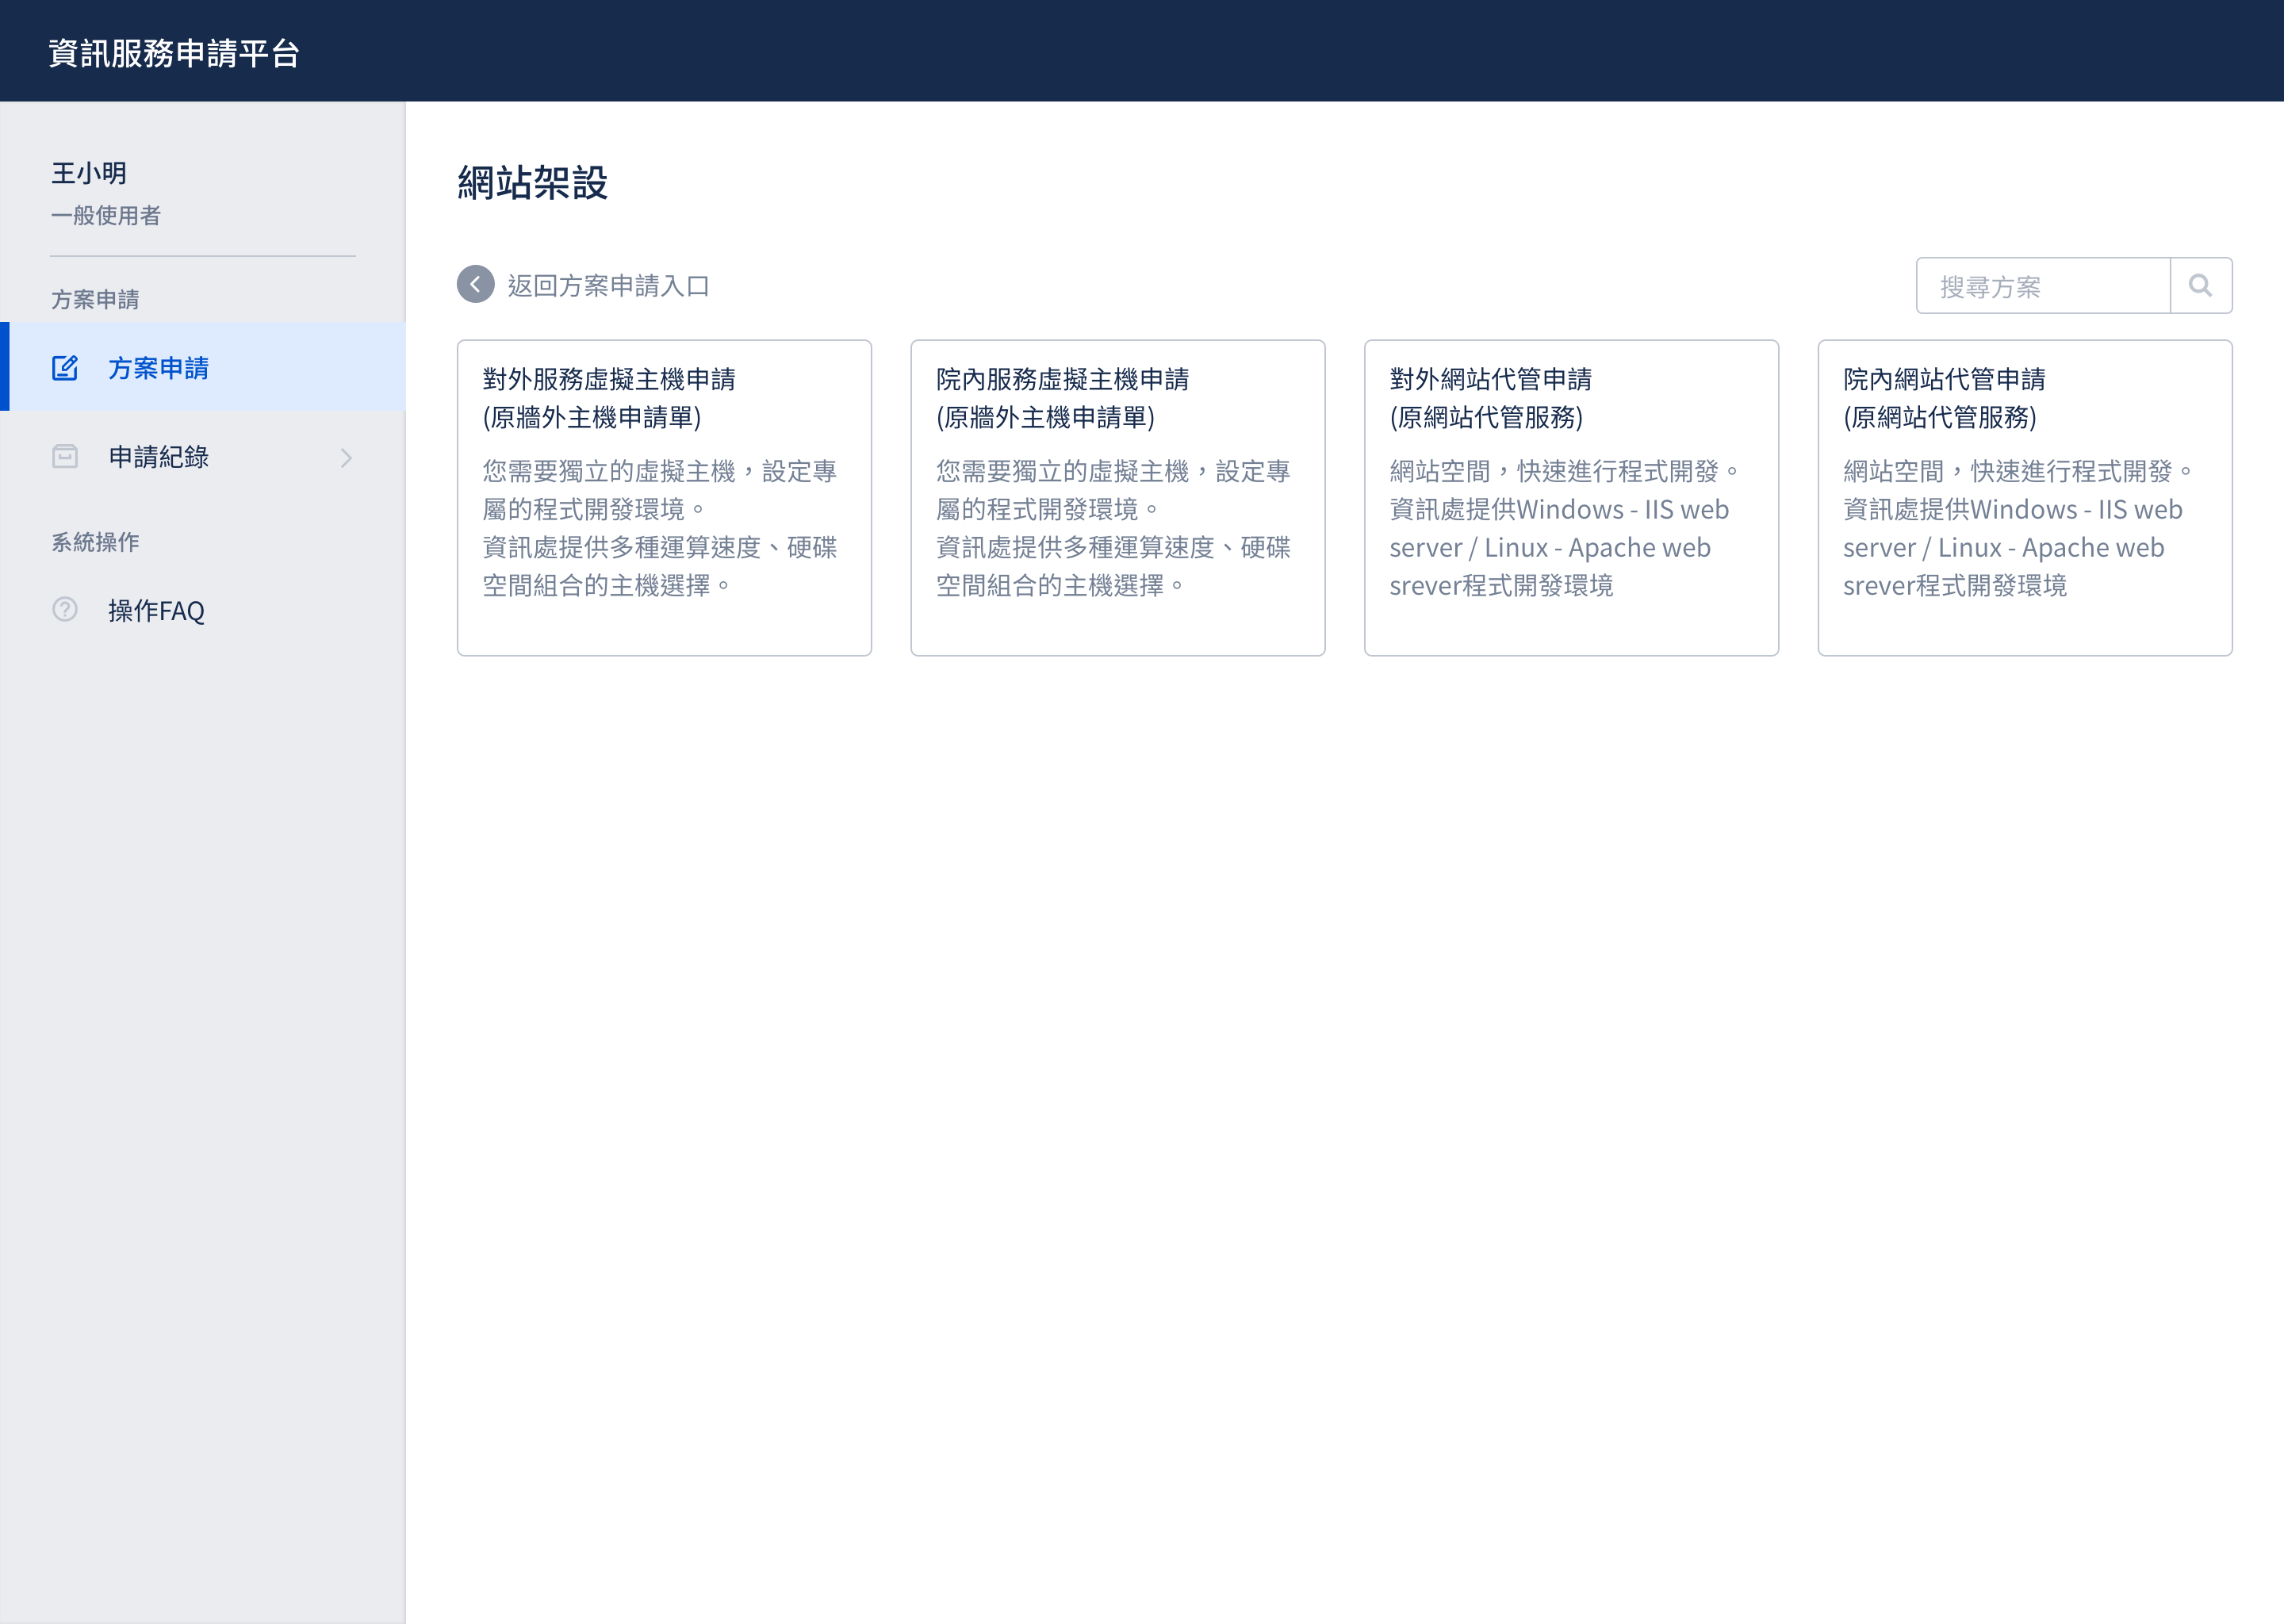 資訊服務申請平台
王小明
一般使用者
方案申請
方案申請
申請紀錄
系統操作
操作FAQ
網站架設
返回方案申請入口
搜尋方案
對外服務虛擬主機申請
(原牆外主機申請單)
您需要獨立的虛擬主機，設定專
屬的程式開發環境。
資訊處提供多種運算速度、硬碟
空間組合的主機選擇。
院內服務虛擬主機申請
(原牆外主機申請單)
您需要獨立的虛擬主機，設定專
屬的程式開發環境。
資訊處提供多種運算速度、硬碟
空間組合的主機選擇。
對外網站代管申請
(原網站代管服務)
網站空間，快速進行程式開發。
資訊處提供Windows - IIS web
server / Linux - Apache web
srever程式開發環境
院內網站代管申請
(原網站代管服務)
網站空間，快速進行程式開發。
資訊處提供Windows - IIS web
server / Linux - Apache web
srever程式開發環境